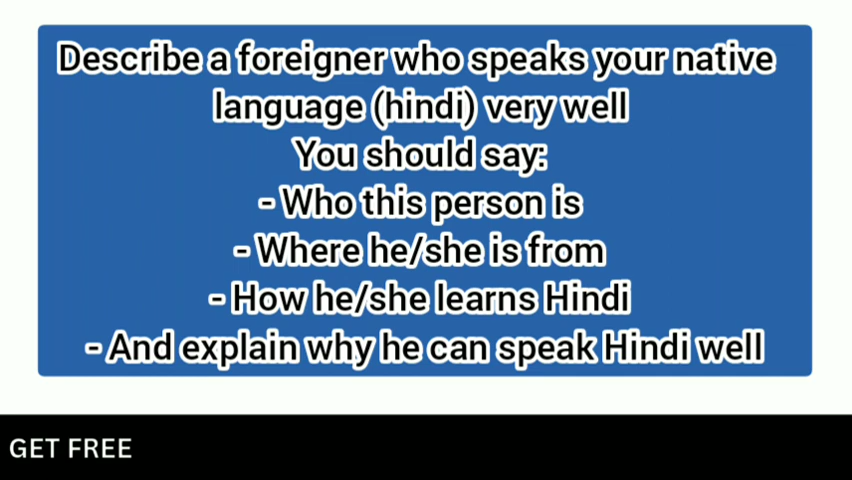 Describe a foreigner who speaks your native
language (hindi) very well
You should say:
- Who this person is
- Where he/she is from
- How he/she learns Hindi
- And explain why he can speak Hindi well
GET FREE